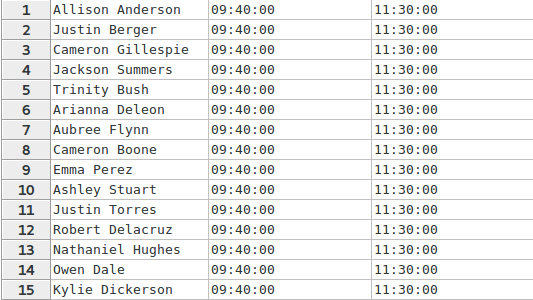 1 Allison Anderson 09:40:00 11:30:00
2 Justin Berger 09:40:00 11:30:00
3 Cameron Gillespie 09:40:00 11:30:00
4 Jackson Summers 09:40:00 11:30:00
5 Trinity Bush 09:40:00 11:30:00
6 Arianna Deleon 09:40:00 11:30:00
7 Aubree Flynn 09:40:00 11:30:00
8 Cameron Boone 09:40:00 11:30:00
9 Emma Perez 09:40:00 11:30:00
10 Ashley Stuart 09:40:00 11:30:00
11 Justin Torres 09:40:00 11:30:00
12 Robert Delacruz 09:40:00 11:30:00
13 Nathaniel Hughes 09:40:00 11:30:00
14 Owen Dale 09:40:00 11:30:00
15 Kylie Dickerson 09:40:00 11:30:00